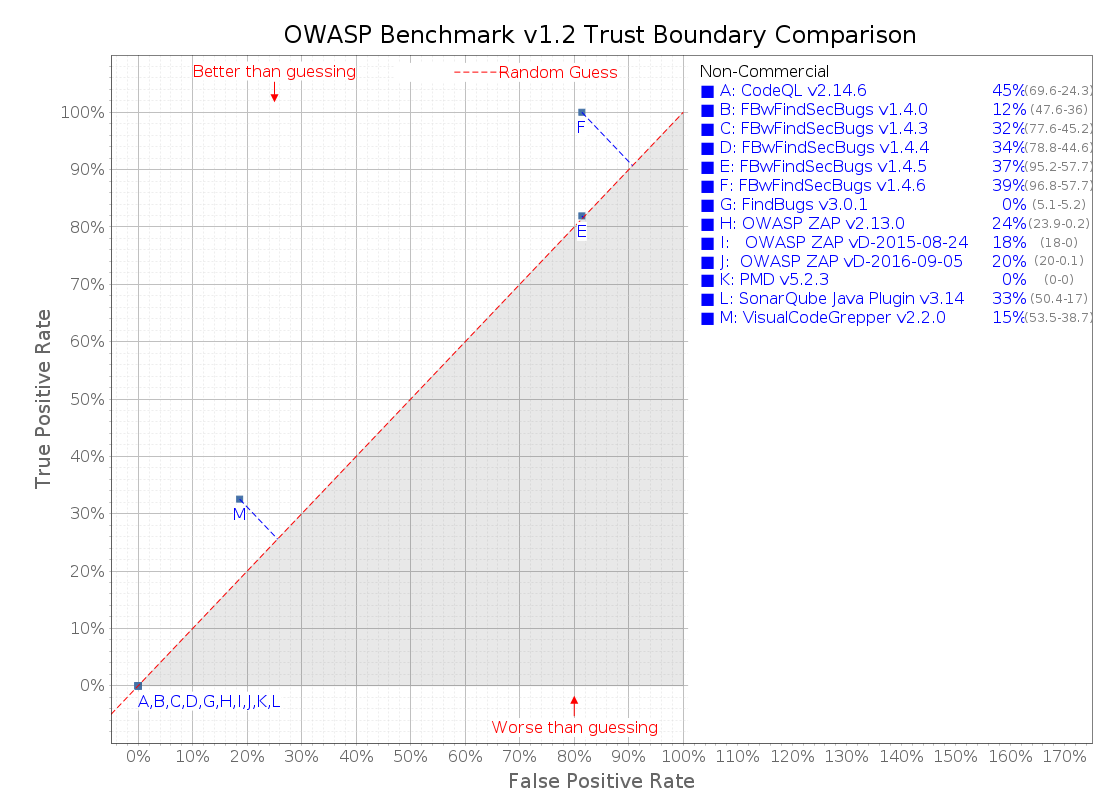 OWASP Benchmark v1.2 Trust Boundary Comparison
Better than guessing
Random Guess
Non-Commercial
A: CodeQL v2.14.6 45% (69.6-24.3)
B: FBwFindSecBugs v1.4.0 12% (47.6-36)
C: FBwFindSecBugs v1.4.3 32% (77.6-45.2)
D: FBwFindSecBugs v1.4.4 34% (78.8-44.6)
E: FBwFindSecBugs v1.4.5 37% (95.2-57.7)
F: FBwFindSecBugs v1.4.6 39% (96.8-57.7)
G: FindBugs v3.0.1 0% (5.1-5.2)
H: OWASP ZAP v2.13.0 24% (23.9-0.2)
I: OWASP ZAP vD-2015-08-24 18% (18-0)
J: OWASP ZAP vD-2016-09-05 20% (20-0.1)
K: PMD v5.2.3 0% (0-0)
L: SonarQube Java Plugin v3.14 33% (50.4-17)
M: VisualCodeGrepper v2.2.0 15% (53.5-38.7)
True Positive Rate
100%
90%
80%
70%
60%
50%
40%
30%
20%
10%
0%
F
E
M
A,B,C,D,G,H,I,J,K,L
Worse than guessing
0% 10% 20% 30% 40% 50% 60% 70% 80% 90% 100% 110% 120% 130% 140% 150% 160% 170%
False Positive Rate